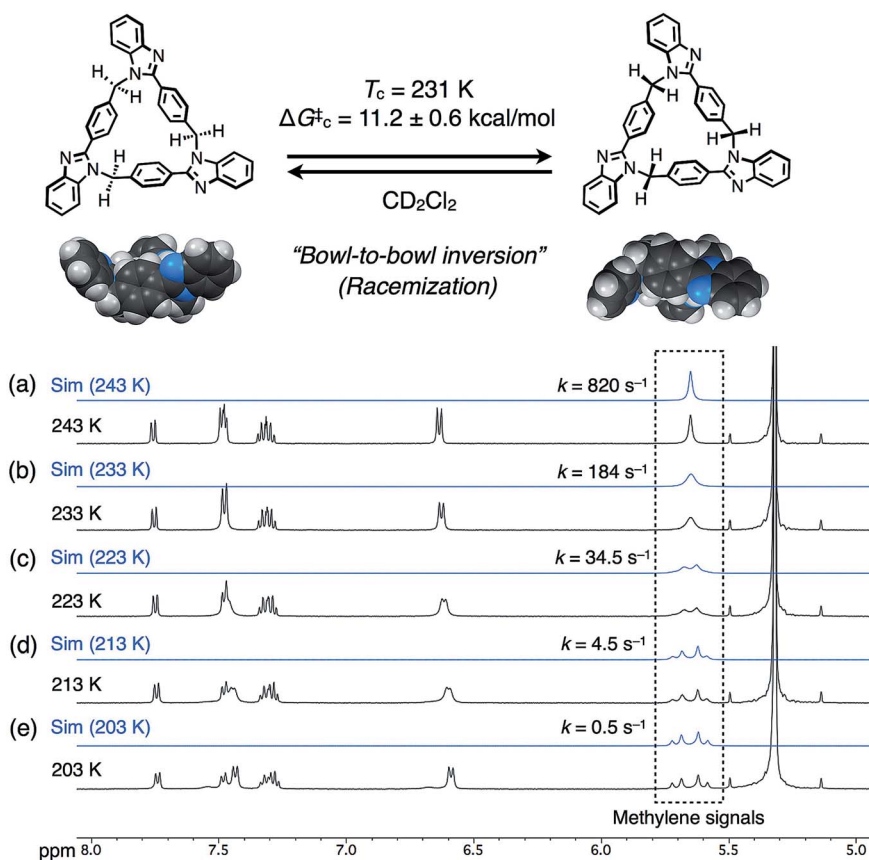 N
N
H
H
N
N
H
H
H
H
N
N
T_c = 231 K
ΔG‡_c = 11.2 ± 0.6 kcal/mol
CD₂Cl₂
"Bowl-to-bowl inversion"
(Racemization)
N
N
H
H
N
N
H
H
H
H
N
N
(a) Sim (243 K) k = 820 s⁻¹
243 K
(b) Sim (233 K) k = 184 s⁻¹
233 K
(c) Sim (223 K) k = 34.5 s⁻¹
223 K
(d) Sim (213 K) k = 4.5 s⁻¹
213 K
(e) Sim (203 K) k = 0.5 s⁻¹
203 K
Methylene signals
ppm 8.0 7.5 7.0 6.5 6.0 5.5 5.0